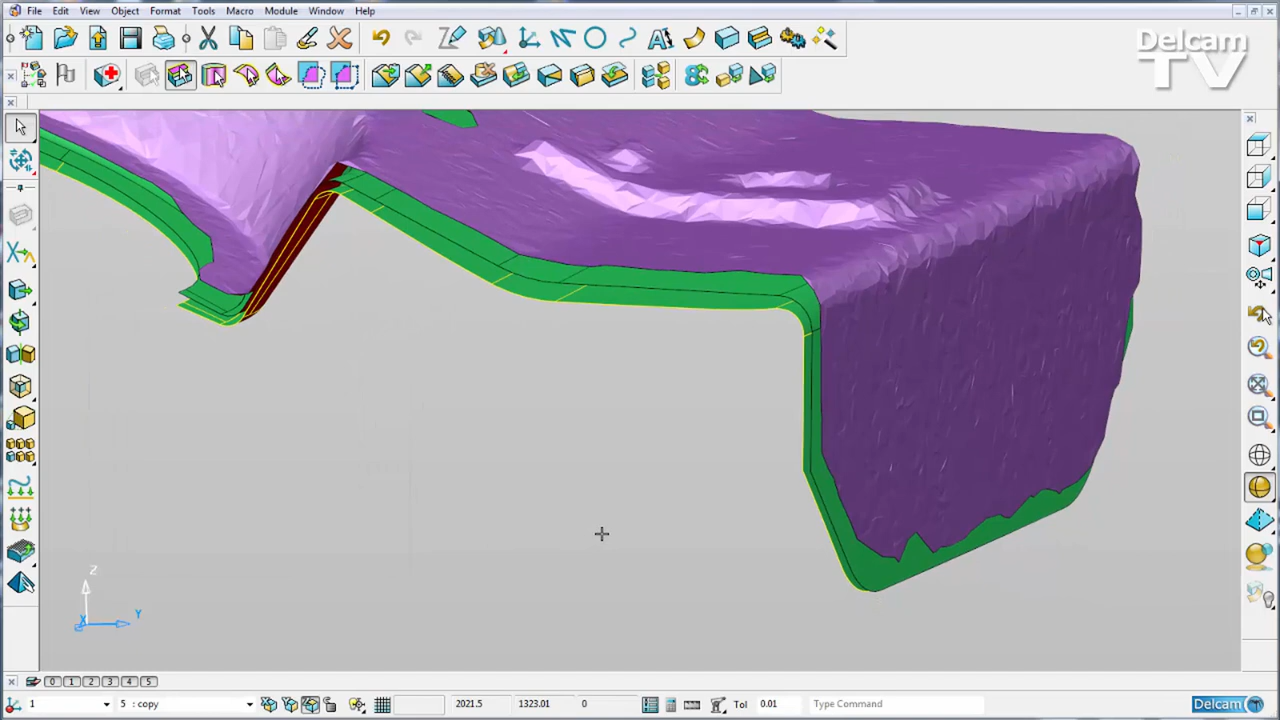 File Edit View Object Format Tools Macro Module Window Help
Delcam
TV
Z
Y
X
0 1 2 3 4 5
1 5 : copy 2021.5 1323.01 0 Tol 0.01 Type Command Delcam